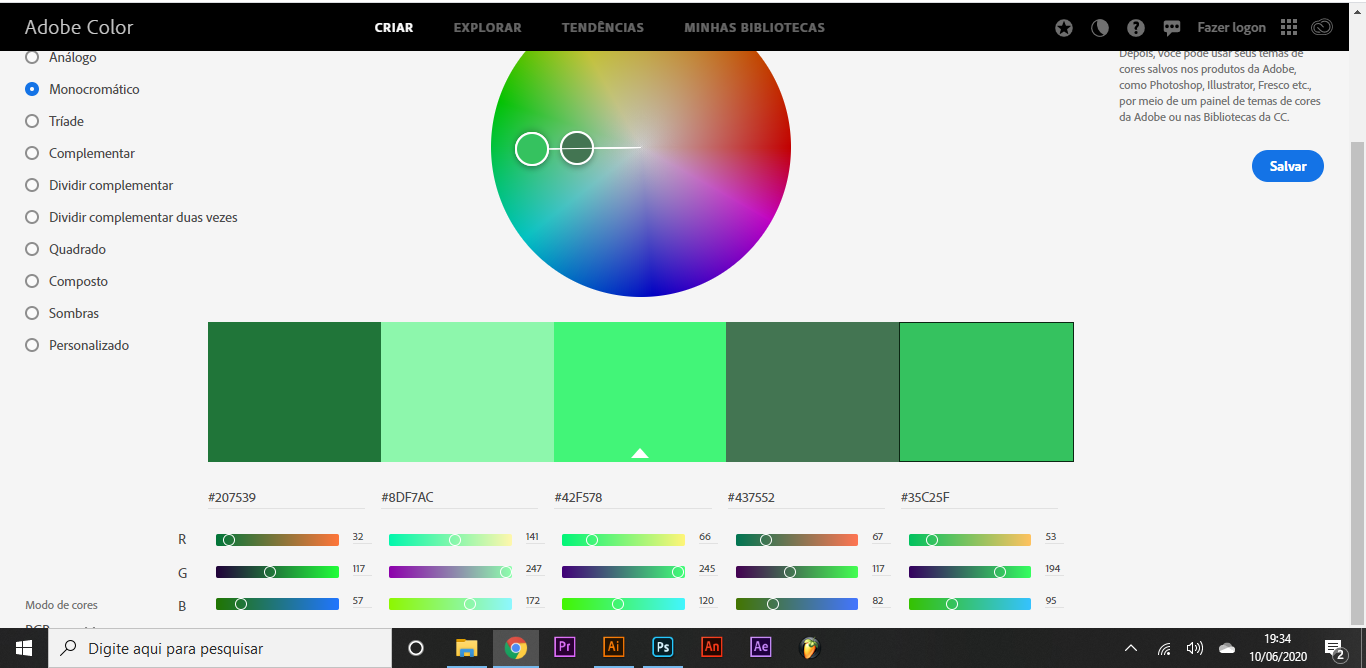 Adobe Color
CRIAR
EXPLORAR
TENDÊNCIAS
MINHAS BIBLIOTECAS
Fazer logon
Análogo
Monocromático
Tríade
Complementar
Dividir complementar
Dividir complementar duas vezes
Quadrado
Composto
Sombras
Personalizado
Depois, você pode usar seus temas de
cores salvos nos produtos da Adobe,
como Photoshop, Illustrator, Fresco etc.,
por meio de um painel de temas de cores
da Adobe ou nas Bibliotecas da CC.
Salvar
#207539 #8DF7AC #42F578 #437552 #35C25F
R 32 141 66 67 53
G 117 247 245 117 194
B 57 172 120 82 95
Modo de cores
Digite aqui para pesquisar
Pr Ai Ps An Ae
19:34
10/06/2020
2